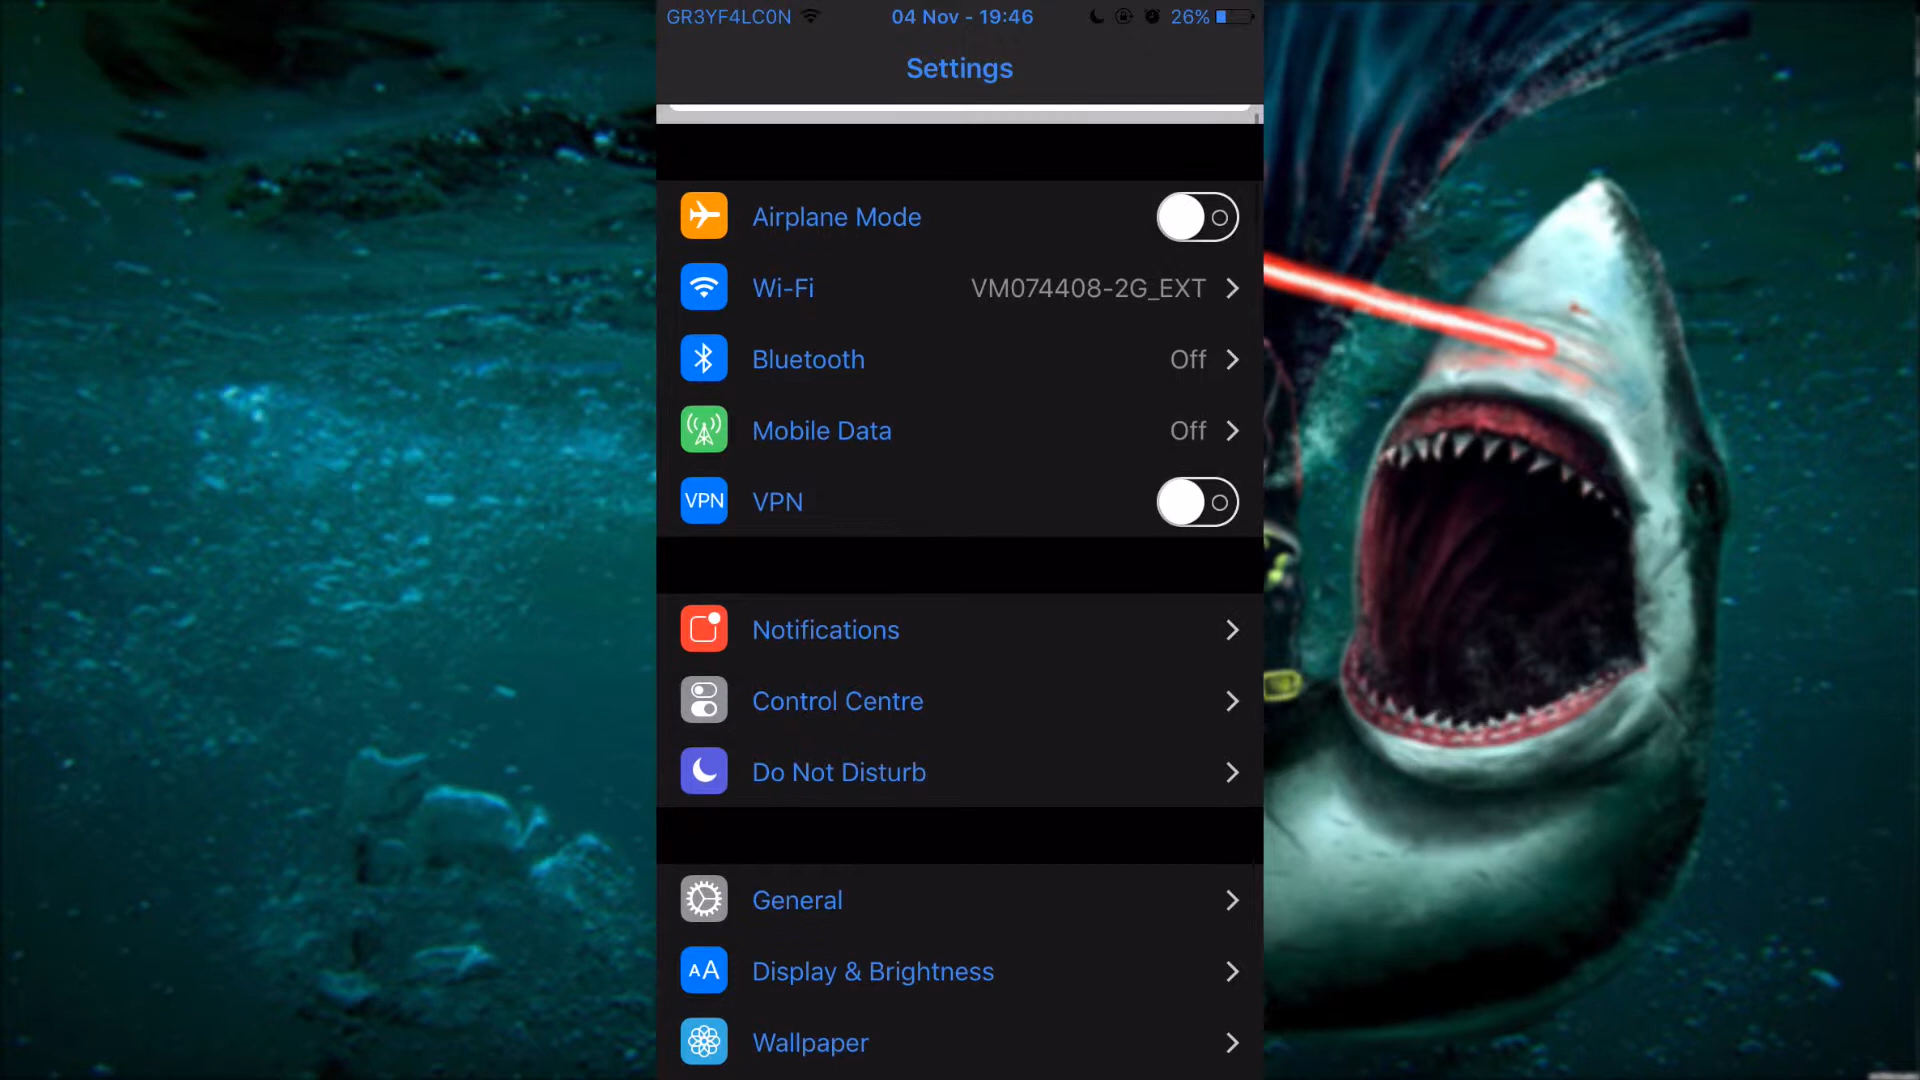 GR3YF4LC0N 04 Nov - 19:46 26%
Settings
Airplane Mode
Wi-Fi VM074408-2G_EXT
Bluetooth Off
Mobile Data Off
VPN VPN
Notifications
Control Centre
Do Not Disturb
General
AA Display & Brightness
Wallpaper